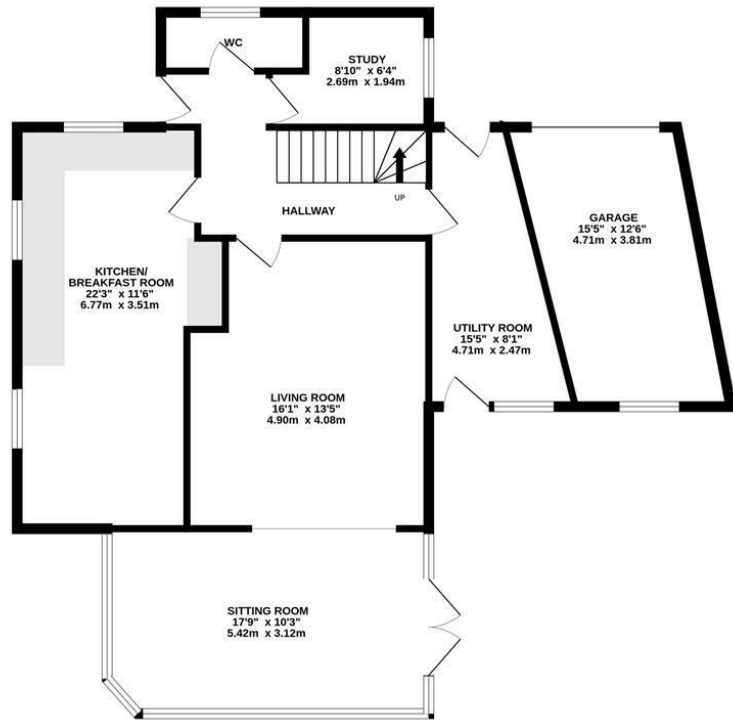 WC
STUDY
8'10" x 6'4"
2.69m x 1.94m
UP
HALLWAY
GARAGE
15'5" x 12'6"
4.71m x 3.81m
KITCHEN/
BREAKFAST ROOM
22'3" x 11'6"
6.77m x 3.51m
UTILITY ROOM
15'5" x 8'1"
4.71m x 2.47m
LIVING ROOM
16'1" x 13'5"
4.90m x 4.08m
SITTING ROOM
17'9" x 10'3"
5.42m x 3.12m